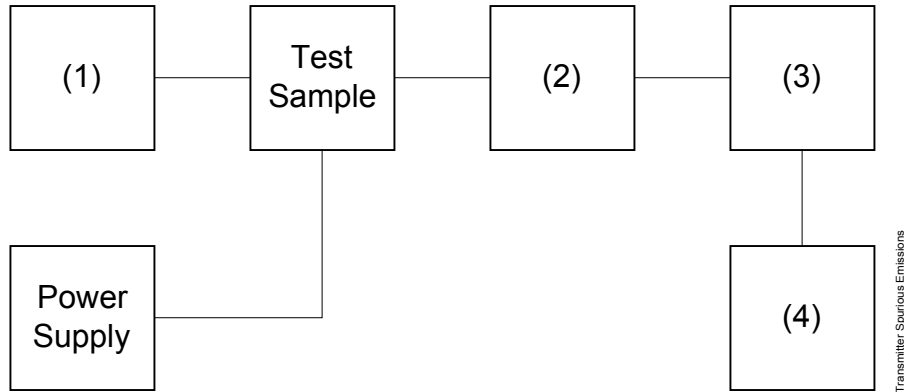 (1)
Test
Sample
(2)
(3)
Power
Supply
(4)
Transmitter Spurious Emissions